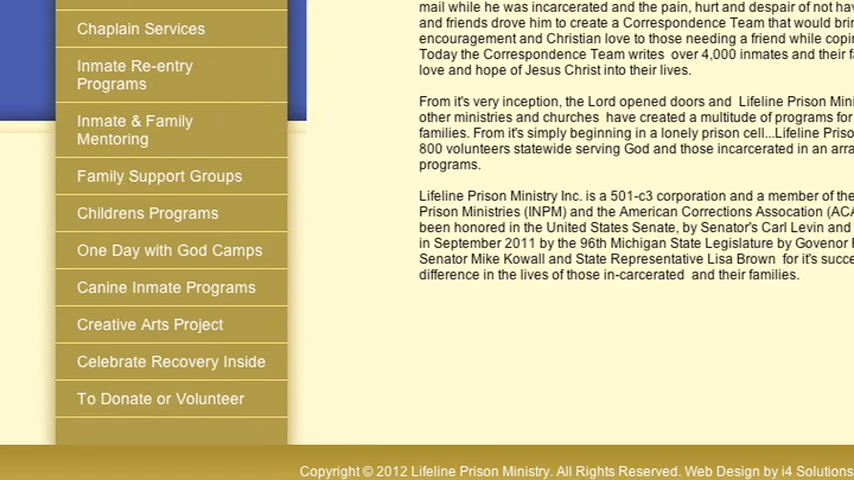 Chaplain Services
Inmate Re-entry
Programs
Inmate & Family
Mentoring
Family Support Groups
Childrens Programs
One Day with God Camps
Canine Inmate Programs
Creative Arts Project
Celebrate Recovery Inside
To Donate or Volunteer
mail while he was incarcerated and the pain, hurt and despair of not
and friends drove him to create a Correspondence Team that would
encouragement and Christian love to those needing a friend while
Today the Correspondence Team writes over 4,000 inmates and their
love and hope of Jesus Christ into their lives.
From it's very inception, the Lord opened doors and Lifeline Prison
other ministries and churches have created a multitude of programs for
families. From it's simply beginning in a lonely prison cell...Lifeline
800 volunteers statewide serving God and those incarcerated in an
programs.
Lifeline Prison Ministry Inc. is a 501-c3 corporation and a member of the
Prison Ministries (INPM) and the American Corrections Assocation
been honored in the United States Senate, by Senator's Carl Levin and
in September 2011 by the 96th Michigan State Legislature by Govenor
Senator Mike Kowall and State Representative Lisa Brown for it's
difference in the lives of those in-carcerated and their families.
Copyright © 2012 Lifeline Prison Ministry. All Rights Reserved. Web Design by i4 Solutions